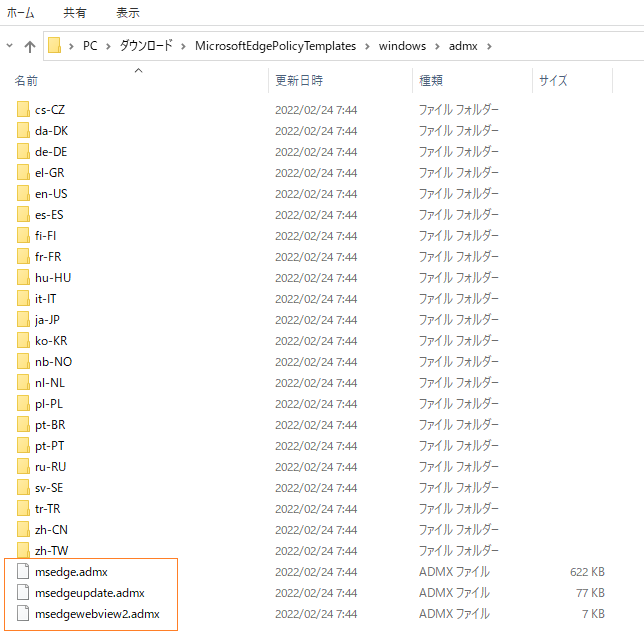 ホーム 共有 表示
PC ダウンロード MicrosoftEdgePolicyTemplates windows admx
名前 更新日時 種類 サイズ
cs-CZ 2022/02/24 7:44 ファイル フォルダー
da-DK 2022/02/24 7:44 ファイル フォルダー
de-DE 2022/02/24 7:44 ファイル フォルダー
el-GR 2022/02/24 7:44 ファイル フォルダー
en-US 2022/02/24 7:44 ファイル フォルダー
es-ES 2022/02/24 7:44 ファイル フォルダー
fi-FI 2022/02/24 7:44 ファイル フォルダー
fr-FR 2022/02/24 7:44 ファイル フォルダー
hu-HU 2022/02/24 7:44 ファイル フォルダー
it-IT 2022/02/24 7:44 ファイル フォルダー
ja-JP 2022/02/24 7:44 ファイル フォルダー
ko-KR 2022/02/24 7:44 ファイル フォルダー
nb-NO 2022/02/24 7:44 ファイル フォルダー
nl-NL 2022/02/24 7:44 ファイル フォルダー
pl-PL 2022/02/24 7:44 ファイル フォルダー
pt-BR 2022/02/24 7:44 ファイル フォルダー
pt-PT 2022/02/24 7:44 ファイル フォルダー
ru-RU 2022/02/24 7:44 ファイル フォルダー
sv-SE 2022/02/24 7:44 ファイル フォルダー
tr-TR 2022/02/24 7:44 ファイル フォルダー
zh-CN 2022/02/24 7:44 ファイル フォルダー
zh-TW 2022/02/24 7:44 ファイル フォルダー
msedge.admx 2022/02/24 7:44 ADMX ファイル 622 KB
msedgeupdate.admx 2022/02/24 7:44 ADMX ファイル 77 KB
msedgewebview2.admx 2022/02/24 7:44 ADMX ファイル 7 KB